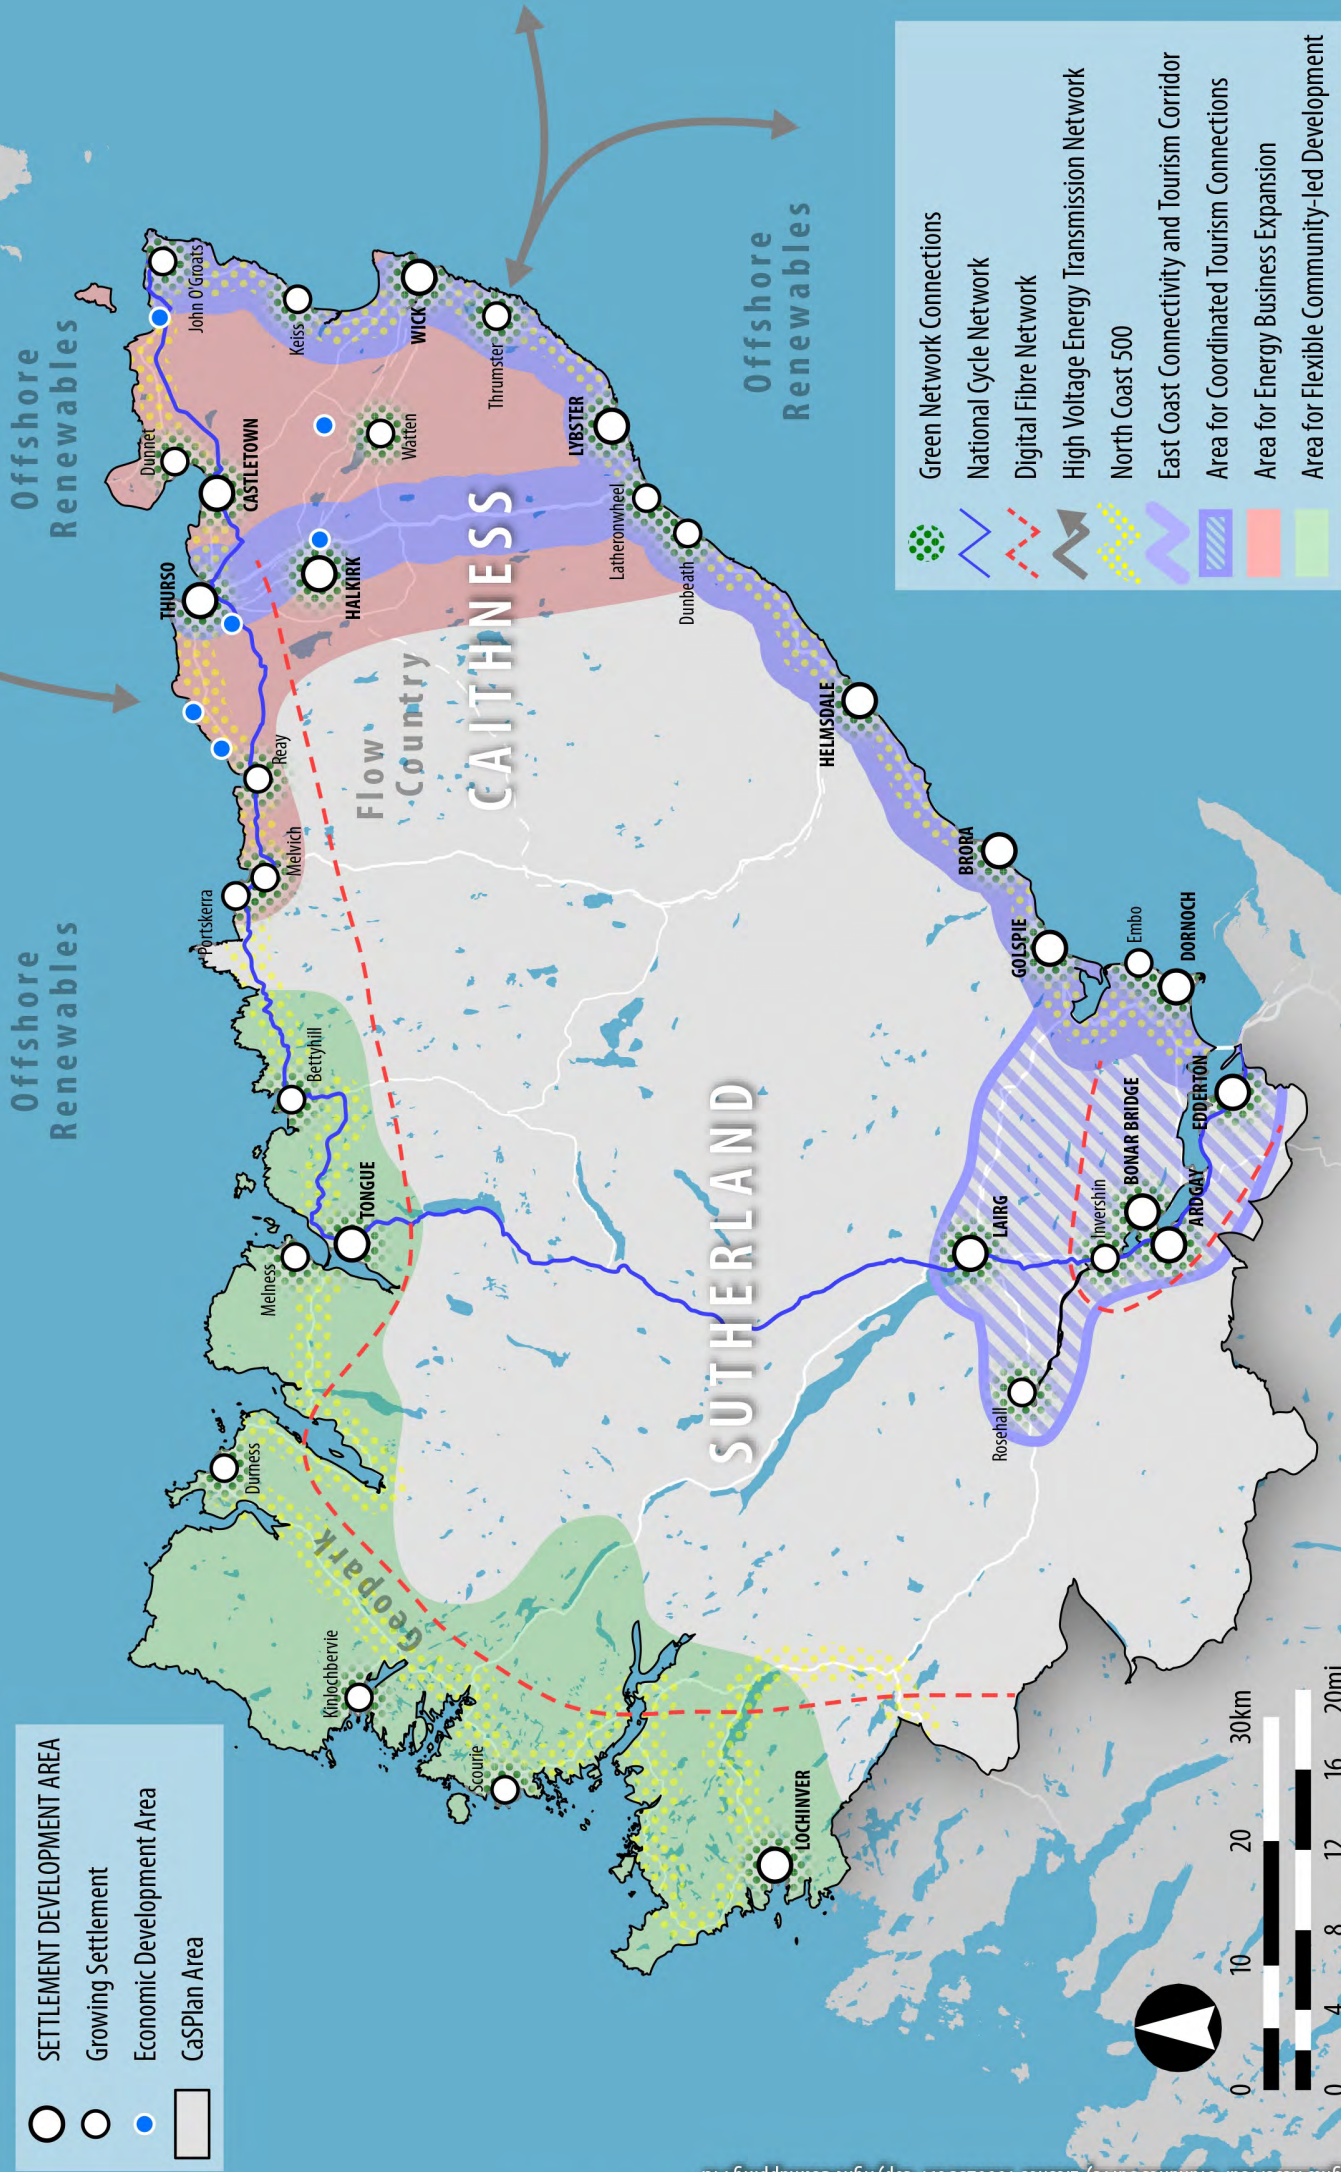 SETTLEMENT DEVELOPMENT AREA
Growing Settlement
Economic Development Area
CaSPlan Area
Offshore
Renewables
Offshore
Renewables
Offshore
Renewables
Durness
Melness
Portskerra
Dunnet
John O'Groats
Bettyhill
Melvich
Reay
THURSO
CASTLETOWN
Kinlochbervie
Geopark
TONGUE
HALKIRK
Keiss
Flow
Country
Watten
WICK
Scourie
CAITHNESS
Thrumster
LYBSTER
Latheronwheel
Dunbeath
SUTHERLAND
LOCHINVER
HELMSDALE
BRORA
LAIRG
Rosehall
GOLSPIE
Invershin
BONAR BRIDGE
Embo
ARDGAY
DORNOCH
EDDERTON
Green Network Connections
National Cycle Network
Digital Fibre Network
High Voltage Energy Transmission Network
North Coast 500
East Coast Connectivity and Tourism Corridor
Area for Coordinated Tourism Connections
Area for Energy Business Expansion
Area for Flexible Community-led Development
0 10 20 30km
0 4 8 12 16 20mi